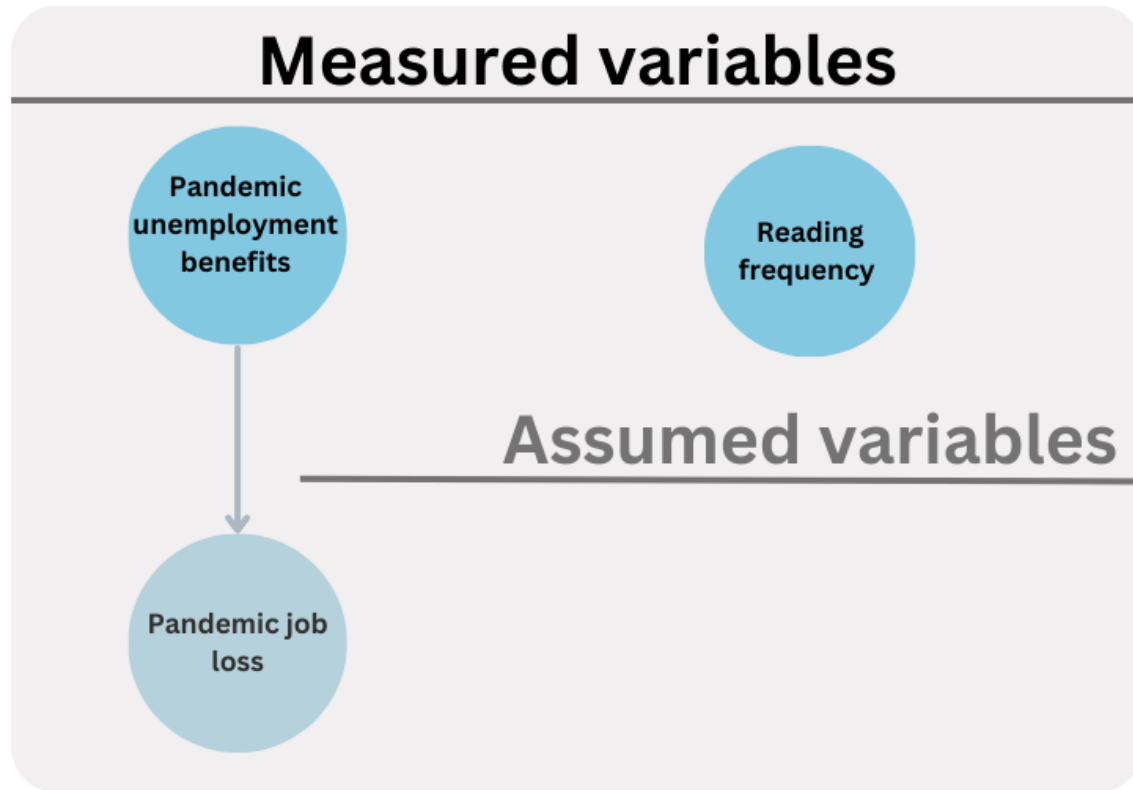 Measured variables
Pandemic
unemployment
benefits
Reading
frequency
Assumed variables
Pandemic job
loss